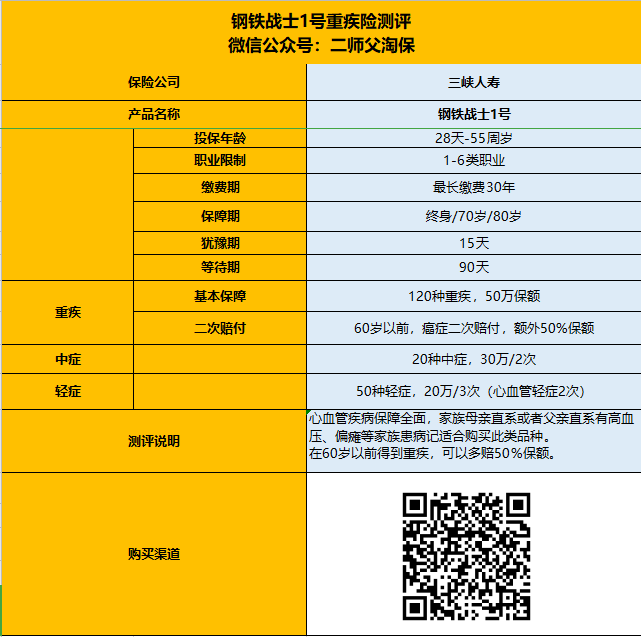 钢铁战士1号重疾险测评
微信公众号：二师父淘保
保险公司 三峡人寿
产品名称 钢铁战士1号
投保年龄 28天-55周岁
职业限制 1-6类职业
缴费期 最长缴费30年
保障期 终身/70岁/80岁
犹豫期 15天
等待期 90天
重疾 基本保障 120种重疾，50万保额
二次赔付 60岁以前，瘤症二次赔付，额外50%保额
中症 20种中症，30万/2次
轻症 50种轻症，20万/3次（心血管轻症2次）
测评说明 心血管疾病保障全面，家族母亲直系或者父亲直系有高血
压、偏瘫等家族患病记适合购买此类品种。
在60岁以前得到重疾，可以多赔50%保额。
购买渠道